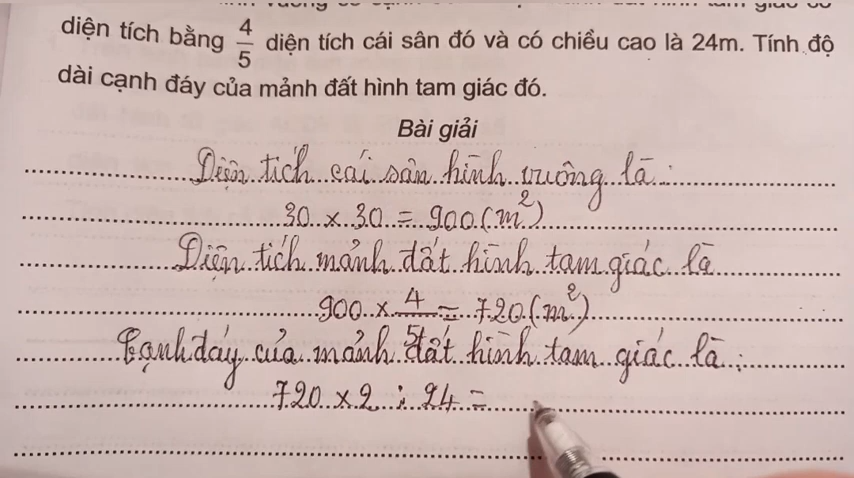 diện tích bằng 4/5 diện tích cái sân đó và có chiều cao là 24m. Tính độ
dài cạnh đáy của mảnh đất hình tam giác đó.
Bài giải
Diện tích cái sân hình vuông là:
30 x 30 = 900 (m²)
Diện tích mảnh đất hình tam giác là
900 x 4/5 = 720 (m²)
Cạnh đáy của mảnh đất hình tam giác là:
720 x 2 : 24 =